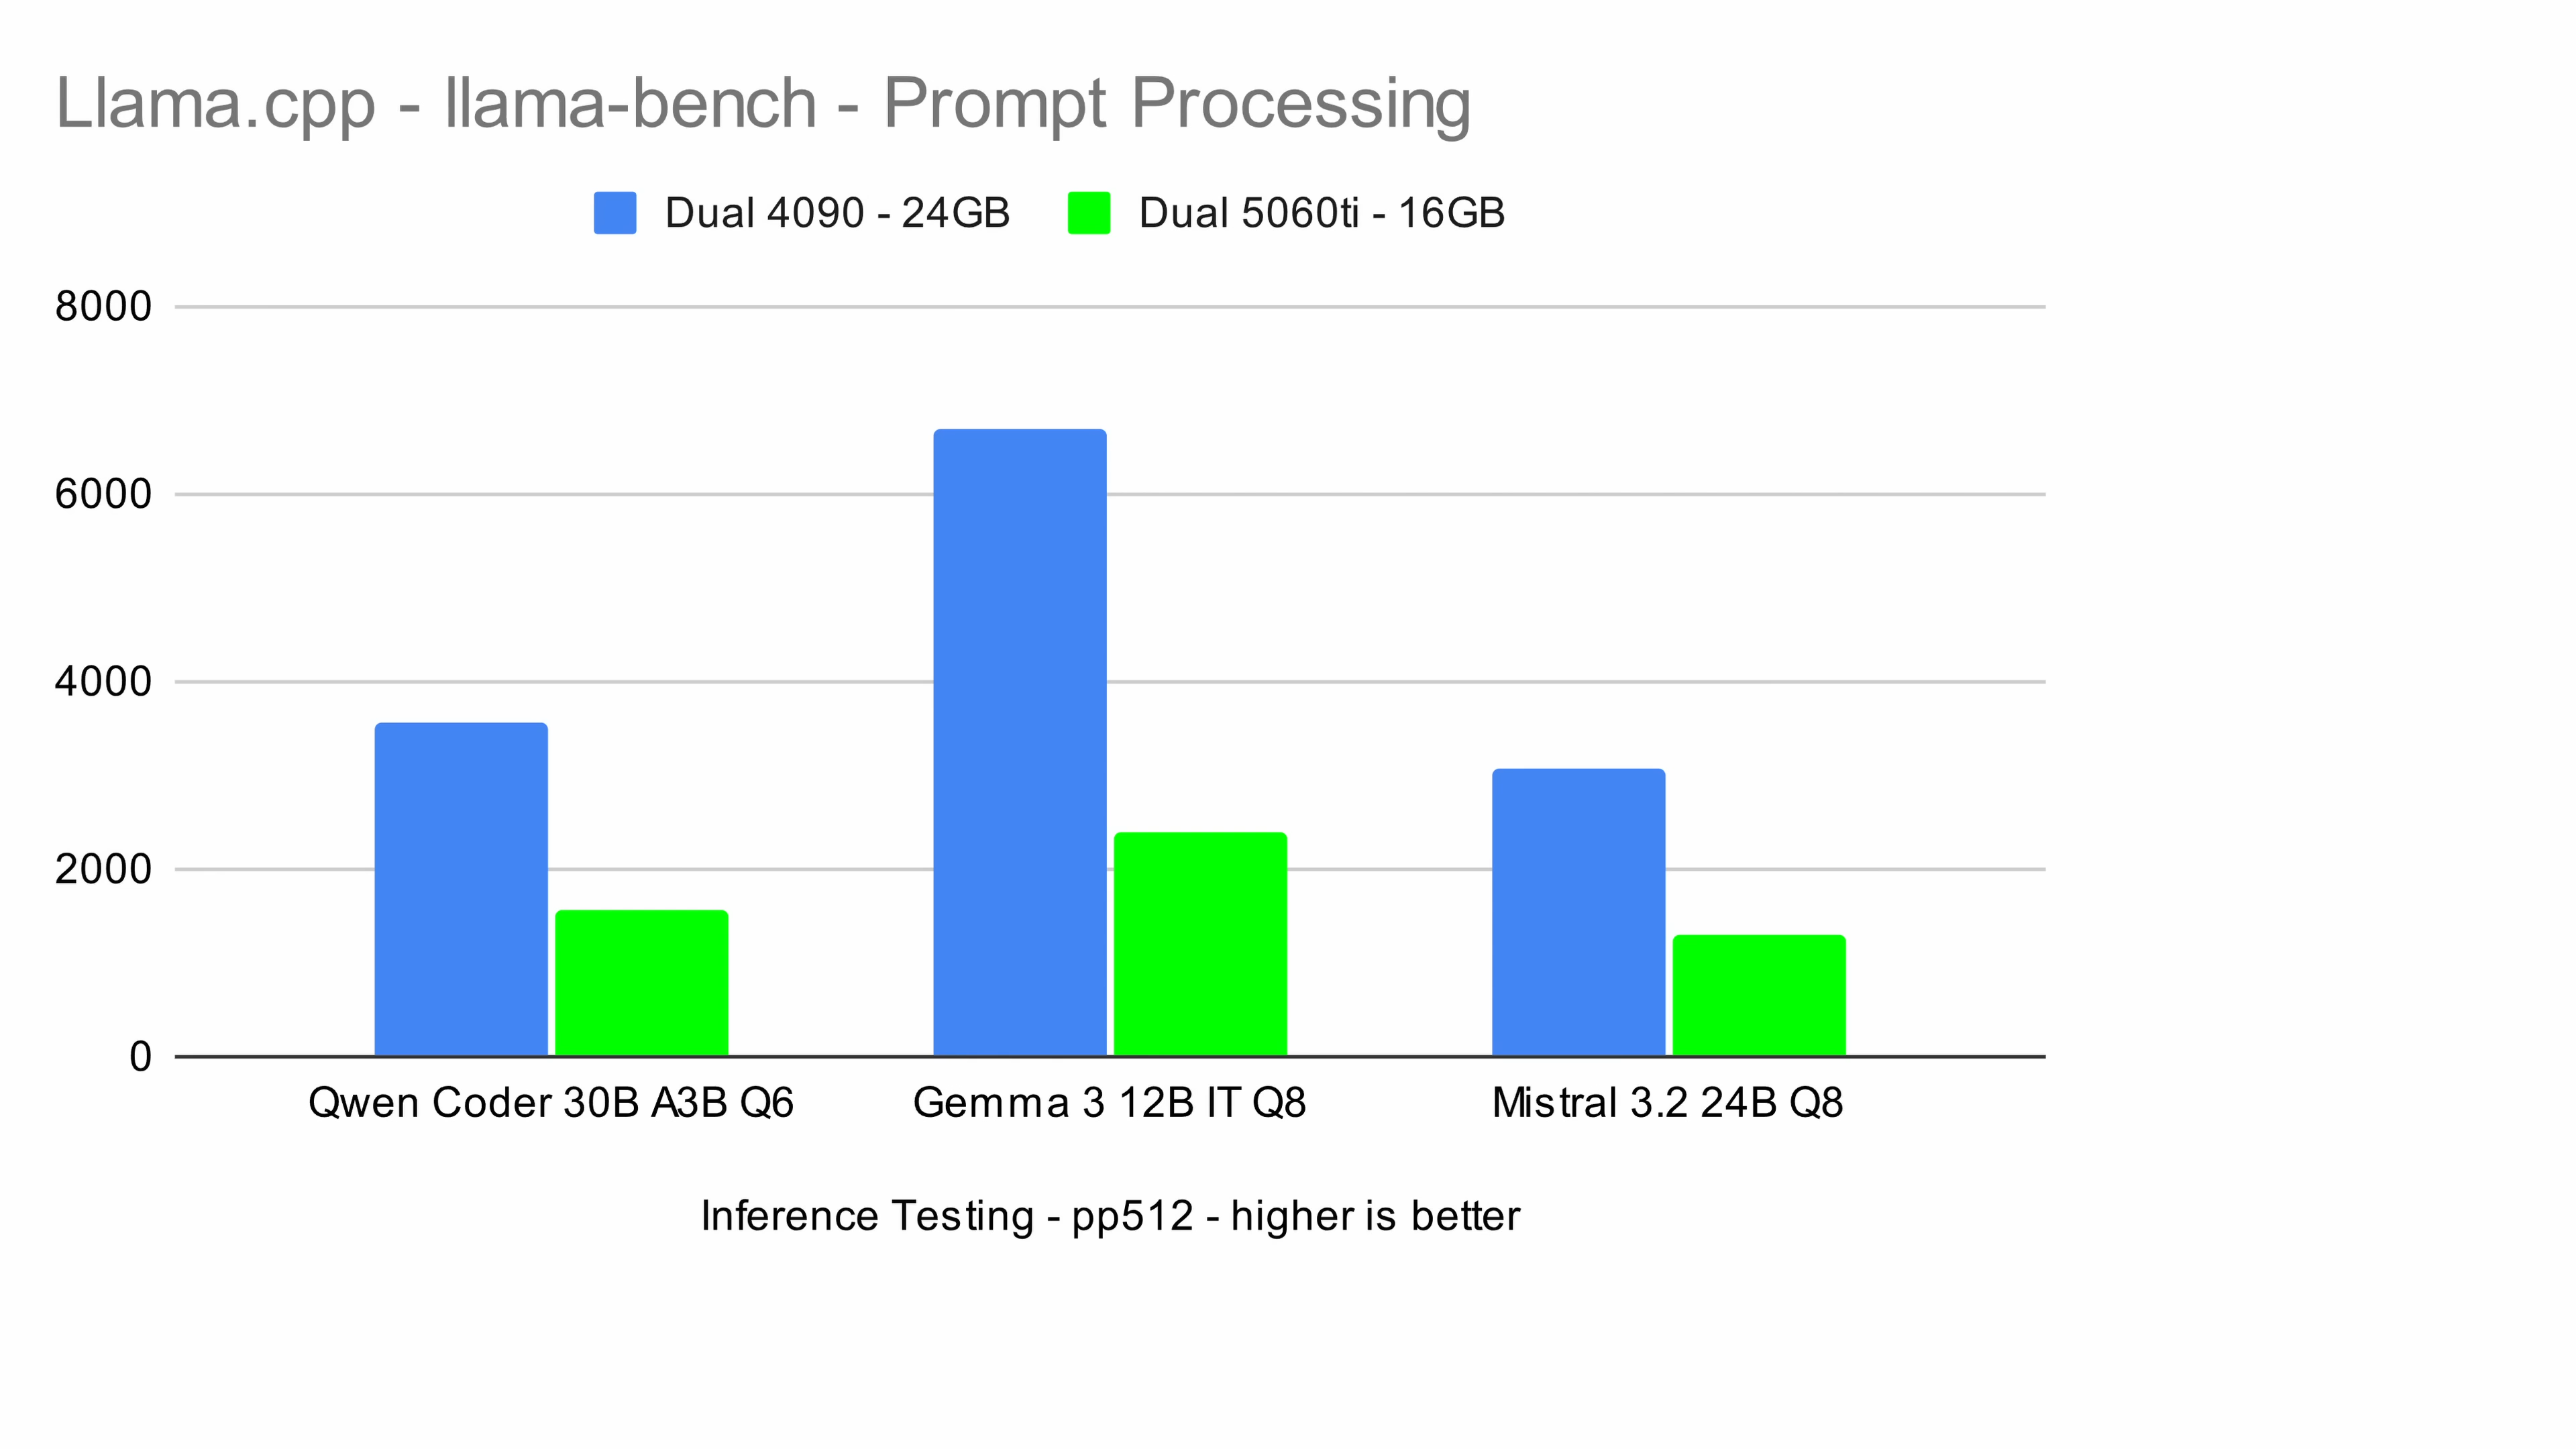 Llama.cpp - llama-bench - Prompt Processing
Dual 4090 - 24GB
Dual 5060ti - 16GB
8000
6000
4000
2000
0
Qwen Coder 30B A3B Q6
Gemma 3 12B IT Q8
Mistral 3.2 24B Q8
Inference Testing - pp512 - higher is better